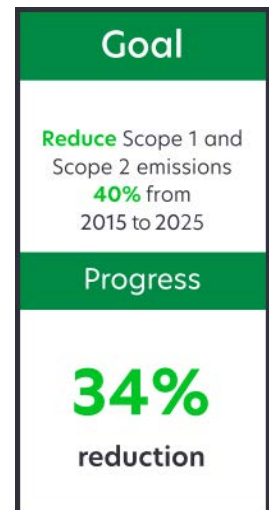 Goal
Reduce Scope 1 and
Scope 2 emissions
40% from
2015 to 2025
Progress
34%
reduction